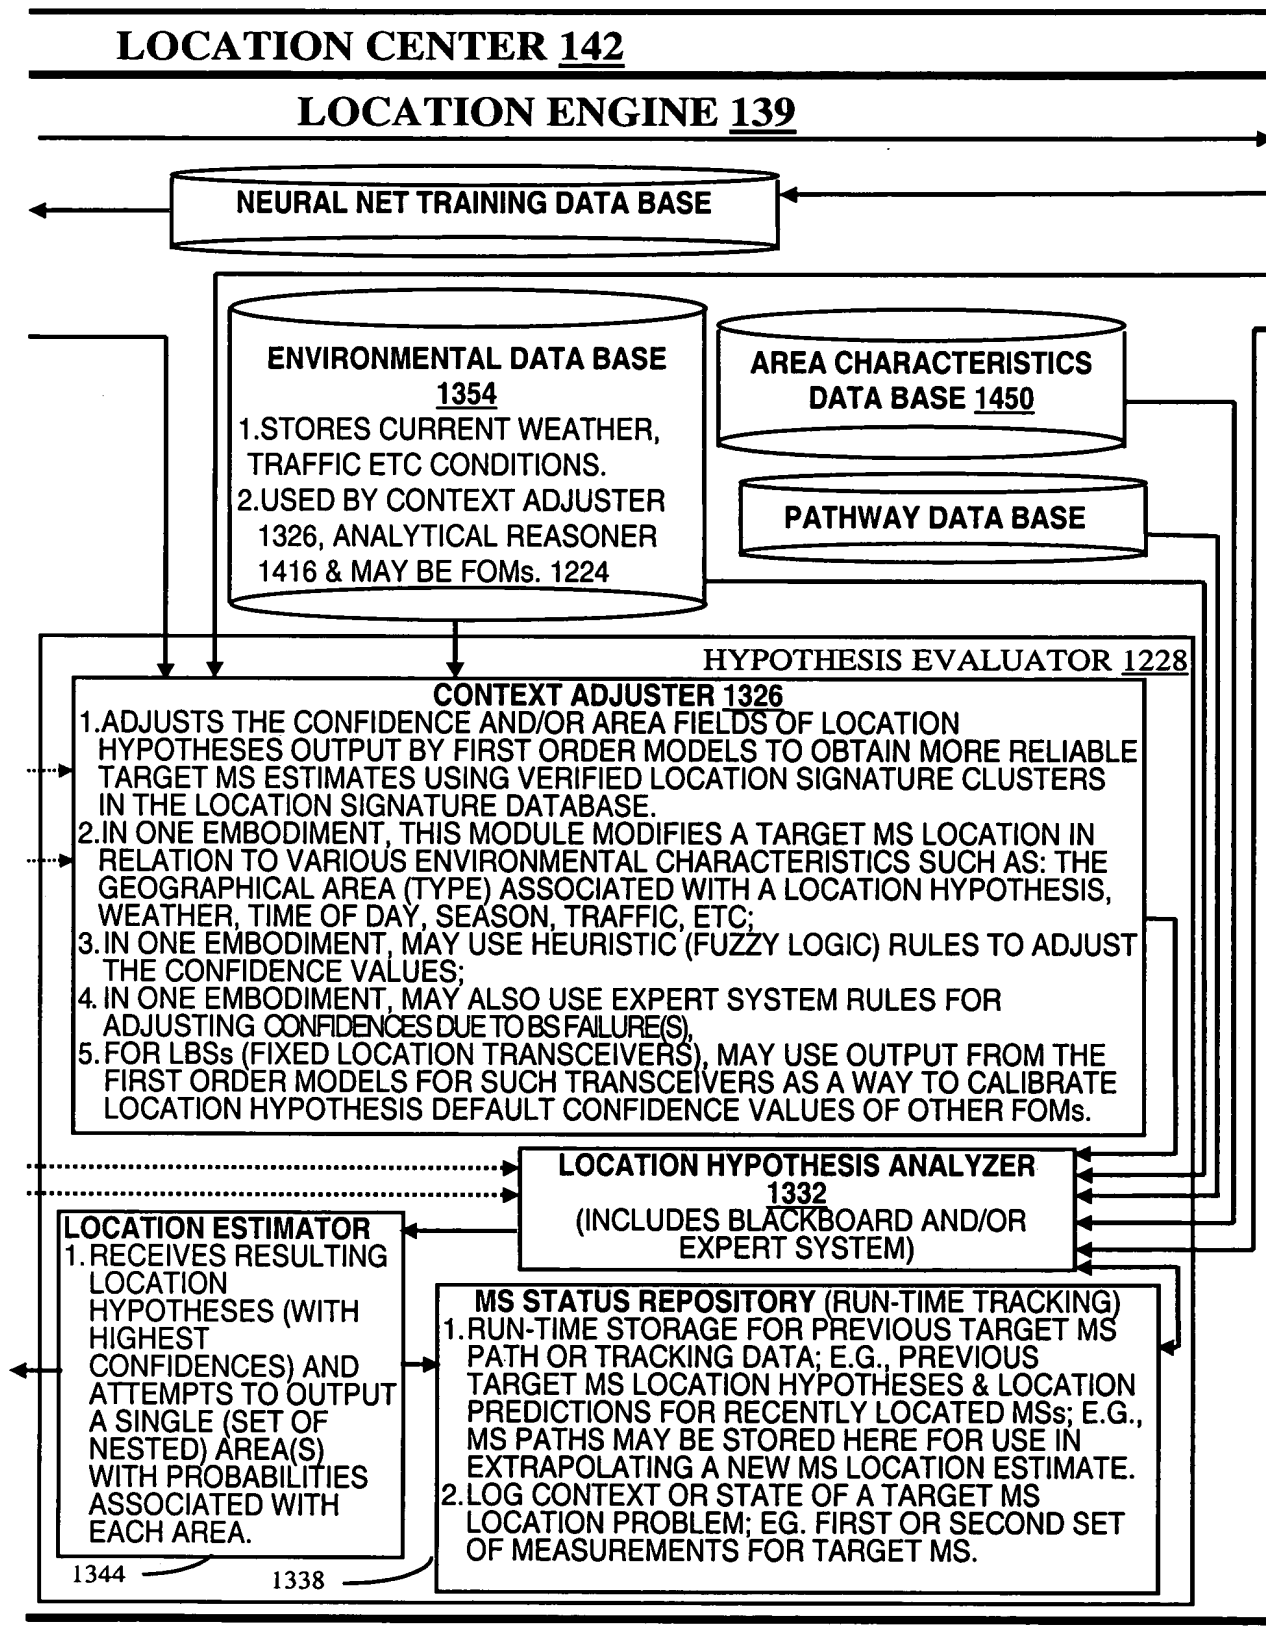 LOCATION CENTER 142
LOCATION ENGINE 139
NEURAL NET TRAINING DATA BASE
ENVIRONMENTAL DATA BASE
1354
1.STORES CURRENT WEATHER,
TRAFFIC ETC CONDITIONS.
2.USED BY CONTEXT ADJUSTER
1326, ANALYTICAL REASONER
1416 & MAY BE FOMs. 1224
AREA CHARACTERISTICS
DATA BASE 1450
PATHWAY DATA BASE
HYPOTHESIS EVALUATOR 1228
CONTEXT ADJUSTER 1326
1.ADJUSTS THE CONFIDENCE AND/OR AREA FIELDS OF LOCATION
HYPOTHESES OUTPUT BY FIRST ORDER MODELS TO OBTAIN MORE RELIABLE
TARGET MS ESTIMATES USING VERIFIED LOCATION SIGNATURE CLUSTERS
IN THE LOCATION SIGNATURE DATABASE.
2.IN ONE EMBODIMENT, THIS MODULE MODIFIES A TARGET MS LOCATION IN
RELATION TO VARIOUS ENVIRONMENTAL CHARACTERISTICS SUCH AS: THE
GEOGRAPHICAL AREA (TYPE) ASSOCIATED WITH A LOCATION HYPOTHESIS,
WEATHER, TIME OF DAY, SEASON, TRAFFIC, ETC;
3. IN ONE EMBODIMENT, MAY USE HEURISTIC (FUZZY LOGIC) RULES TO ADJUST
THE CONFIDENCE VALUES;
4. IN ONE EMBODIMENT, MAY ALSO USE EXPERT SYSTEM RULES FOR
ADJUSTING CONFIDENCES DUE TO BS FAILURE(S),
5. FOR LBSs (FIXED LOCATION TRANSCEIVERS), MAY USE OUTPUT FROM THE
FIRST ORDER MODELS FOR SUCH TRANSCEIVERS AS A WAY TO CALIBRATE
LOCATION HYPOTHESIS DEFAULT CONFIDENCE VALUES OF OTHER FOMs.
LOCATION HYPOTHESIS ANALYZER
1332
(INCLUDES BLACKBOARD AND/OR
EXPERT SYSTEM)
LOCATION ESTIMATOR
1. RECEIVES RESULTING
LOCATION
HYPOTHESES (WITH
HIGHEST
CONFIDENCES) AND
ATTEMPTS TO OUTPUT
A SINGLE (SET OF
NESTED) AREA(S)
WITH PROBABILITIES
ASSOCIATED WITH
EACH AREA.
1344
MS STATUS REPOSITORY (RUN-TIME TRACKING)
1. RUN-TIME STORAGE FOR PREVIOUS TARGET MS
PATH OR TRACKING DATA; E.G., PREVIOUS
TARGET MS LOCATION HYPOTHESES & LOCATION
PREDICTIONS FOR RECENTLY LOCATED MSs; E.G.,
MS PATHS MAY BE STORED HERE FOR USE IN
EXTRAPOLATING A NEW MS LOCATION ESTIMATE.
2. LOG CONTEXT OR STATE OF A TARGET MS
LOCATION PROBLEM; EG. FIRST OR SECOND SET
OF MEASUREMENTS FOR TARGET MS.
1338